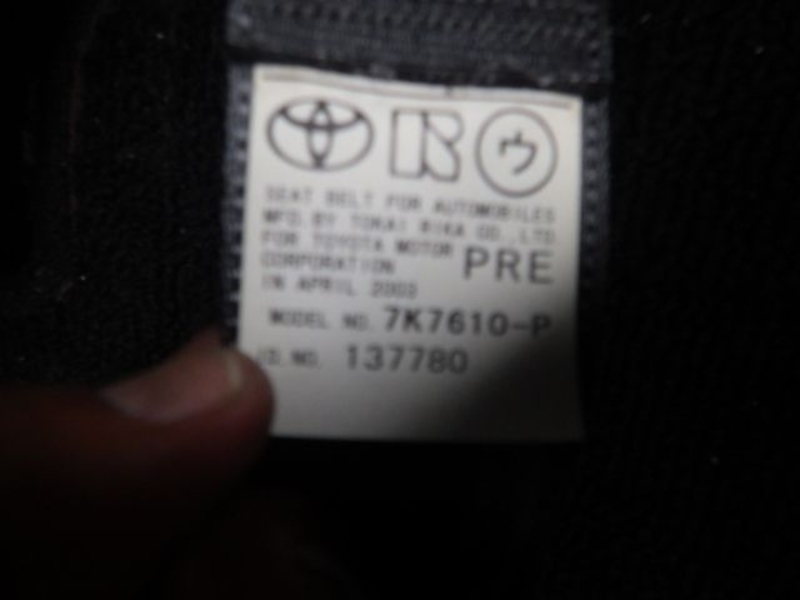 ウ
SEAT BELT FOR AUTOMOBILES
MFG BY TOKAI RIKA CO., LTD
FOR TOYOTA MOTOR
CORPORATION PRE
IN APRIL 2003
MODEL NO. 7K7610-P
ID.NO. 137780